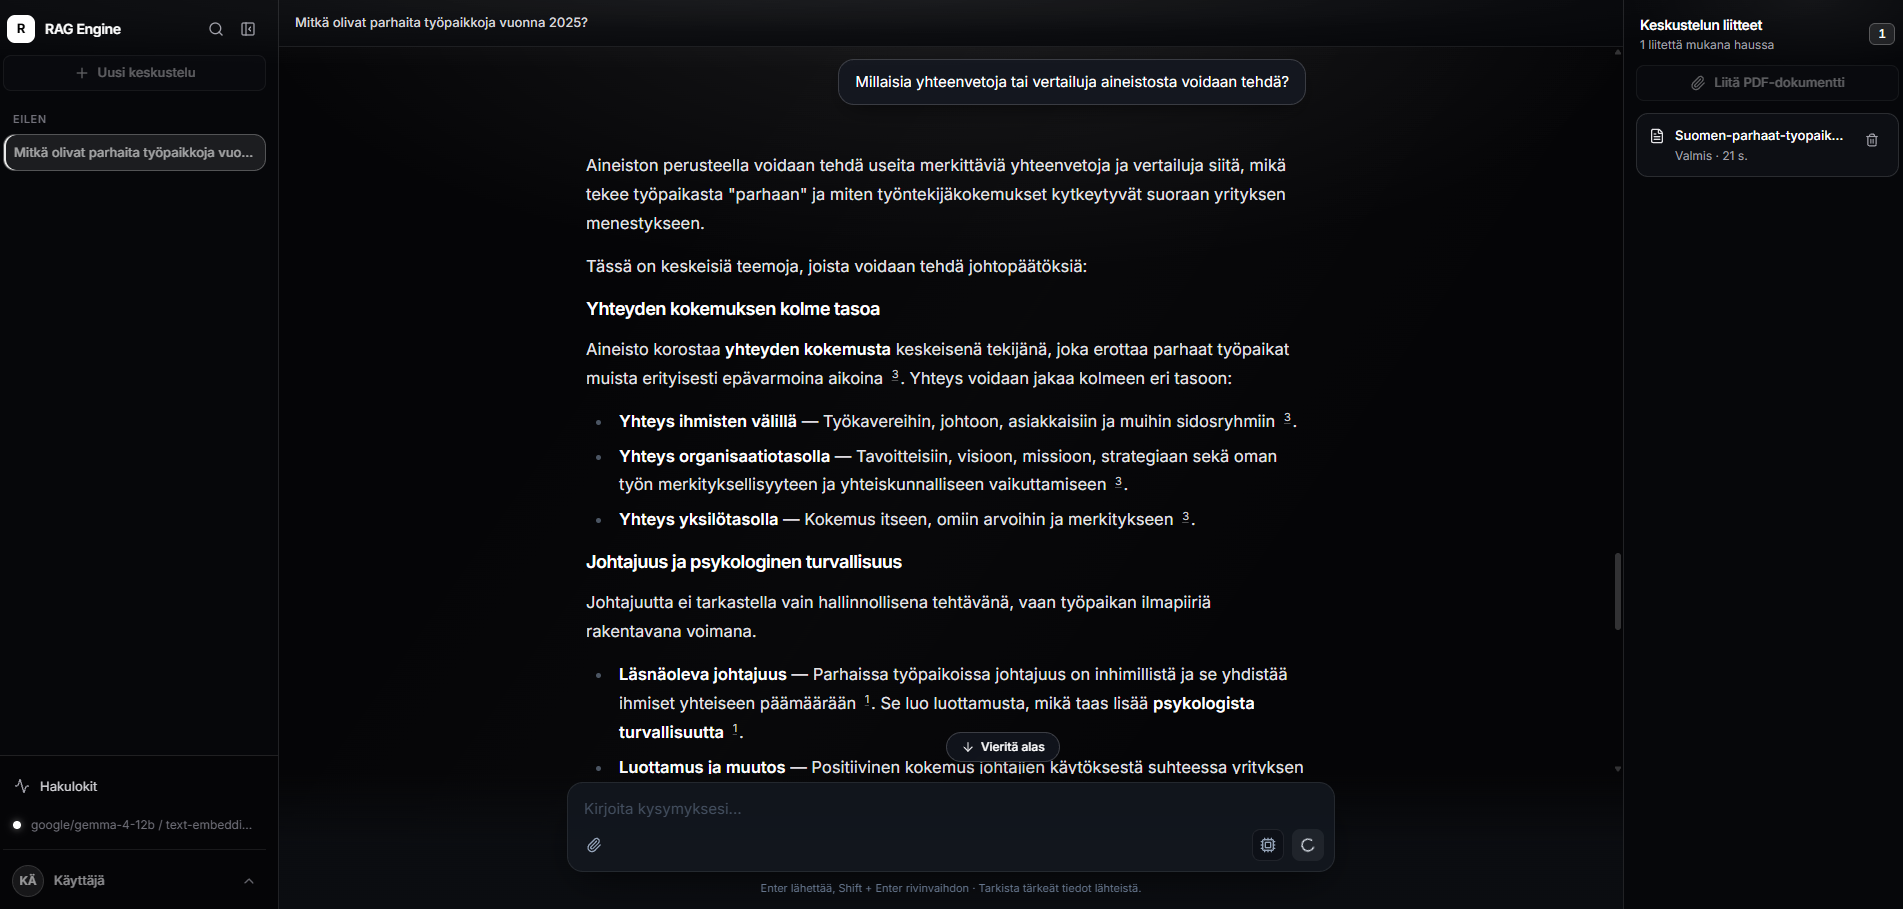 R RAG Engine
Uusi keskustelu
EILEN
Mitkä olivat parhaita työpaikkoja vuo...
Hakulokit
google/gemma-4-12b / text-embeddi...
KÄ Käyttäjä
Mitkä olivat parhaita työpaikkoja vuonna 2025?
Millaisia yhteenvetoja tai vertailuja aineistosta voidaan tehdä?
Aineiston perusteella voidaan tehdä useita merkittäviä yhteenvetoja ja vertailuja siitä, mikä
tekee työpaikasta "parhaan" ja miten työntekijäkokemukset kytkeytyvät suoraan yrityksen
menestykseen.
Tässä on keskeisiä teemoja, joista voidaan tehdä johtopäätöksiä:
Yhteyden kokemuksen kolme tasoa
Aineisto korostaa yhteyden kokemusta keskeisenä tekijänä, joka erottaa parhaat työpaikat
muista erityisesti epävarmoina aikoina 3. Yhteys voidaan jakaa kolmeen eri tasoon:
• Yhteys ihmisten välillä — Työkavereihin, johtoon, asiakkaisiin ja muihin sidosryhmiin 3.
• Yhteys organisaatiotasolla — Tavoitteisiin, visioon, missioon, strategiaan sekä oman
työn merkityksellisyyteen ja yhteiskunnalliseen vaikuttamiseen 3.
• Yhteys yksilötasolla — Kokemus itseen, omiin arvoihin ja merkitykseen 3.
Johtajuus ja psykologinen turvallisuus
Johtajuutta ei tarkastella vain hallinnollisena tehtävänä, vaan työpaikan ilmapiiriä
rakentavana voimana.
• Läsnäoleva johtajuus — Parhaissa työpaikoissa johtajuus on inhimillistä ja se yhdistää
ihmiset yhteiseen päämäärään 1. Se luo luottamusta, mikä taas lisää psykologista
turvallisuutta 1.
• Luottamus ja muutos — Positiivinen kokemus johtajien käytöksestä suhteessa yrityksen
Vieritä alas
Kirjoita kysymyksesi...
Enter lähettää, Shift + Enter rivinvaihdon · Tarkista tärkeät tiedot lähteistä.
Keskustelun liitteet
1 liitettä mukana haussa
1
Liitä PDF-dokumentti
Suomen-parhaat-tyopaik...
Valmis · 21 s.